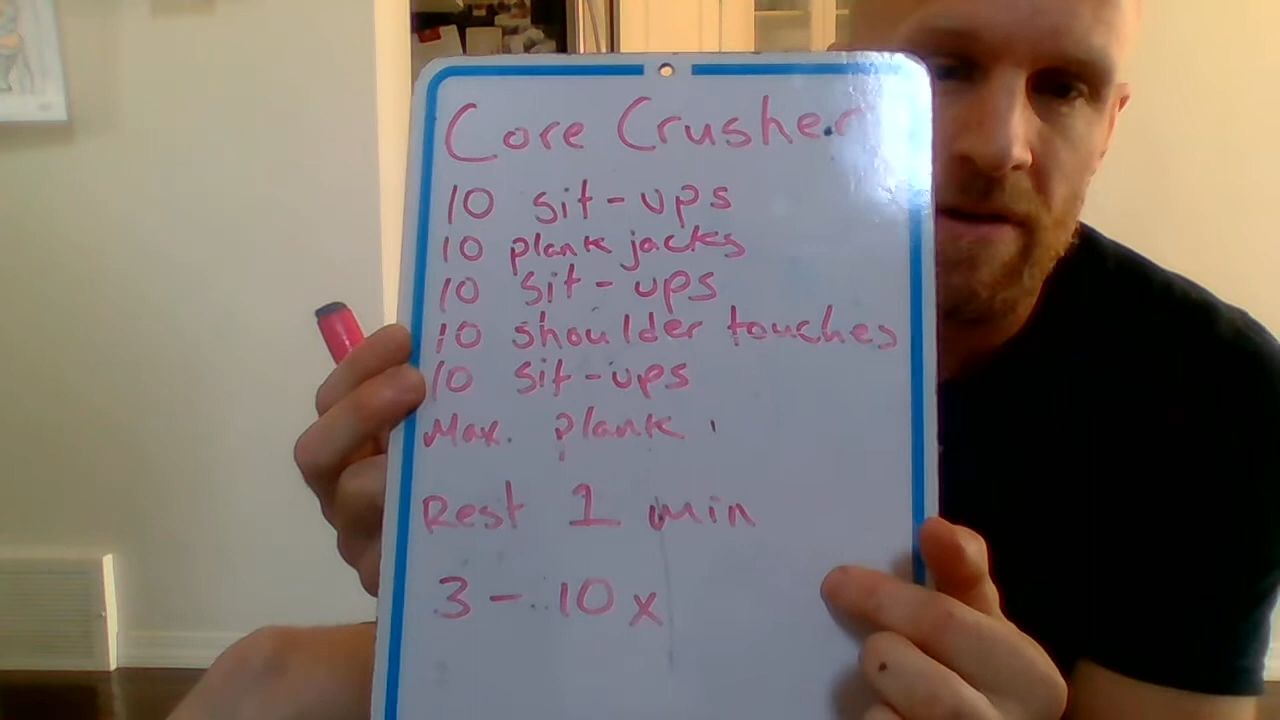 Core Crusher
10 sit-ups
10 plank jacks
10 sit-ups
10 shoulder touches
10 sit-ups
Max. plank
Rest 1 min
3 - 10 x